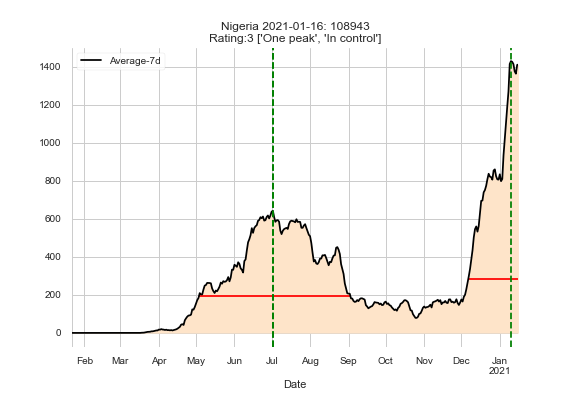 Nigeria 2021-01-16: 108943
Rating:3 ['One peak', 'In control']
Average-7d
1400
1200
1000
800
600
400
200
0
Feb Mar Apr May Jun Jul Aug Sep Oct Nov Dec Jan
2021
Date